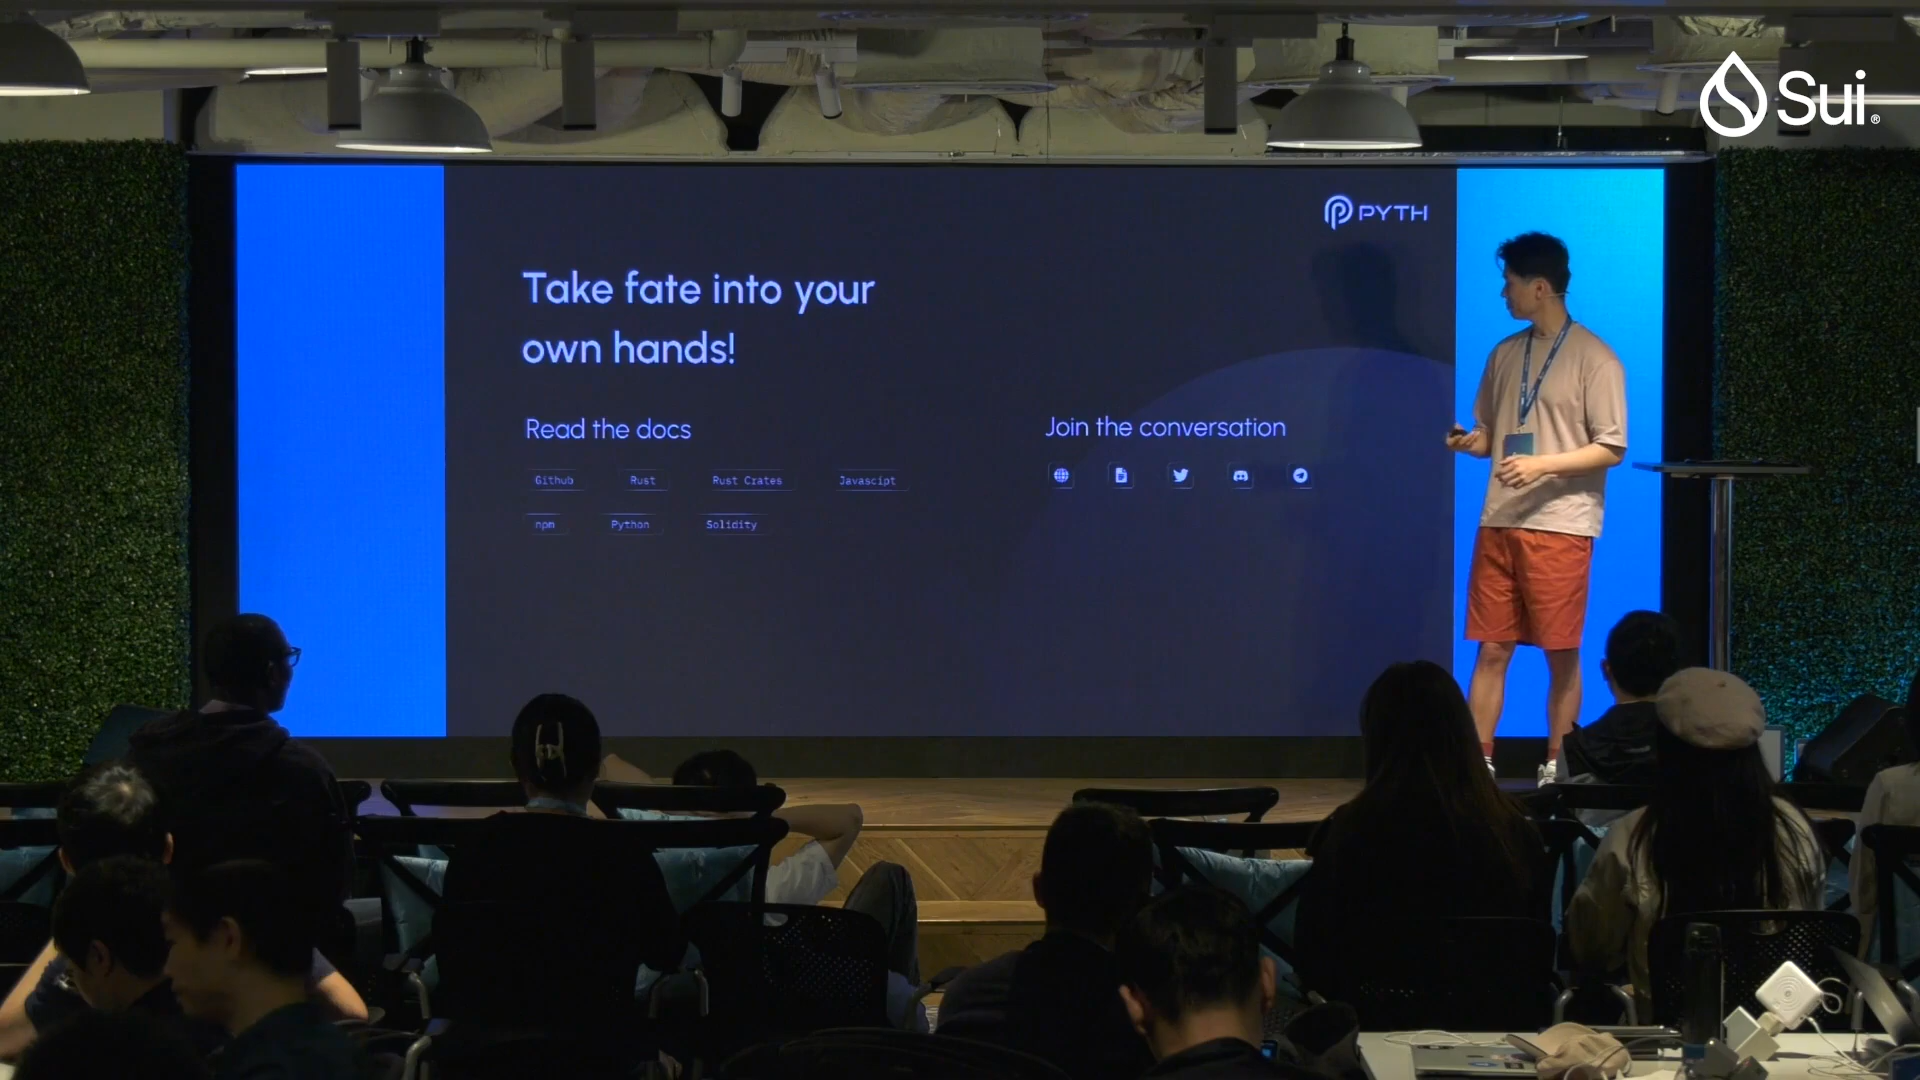 Sui®
PYTH
Take fate into your
own hands!
Read the docs
Github Rust Rust Crates Javascipt
npm Python Solidity
Join the conversation